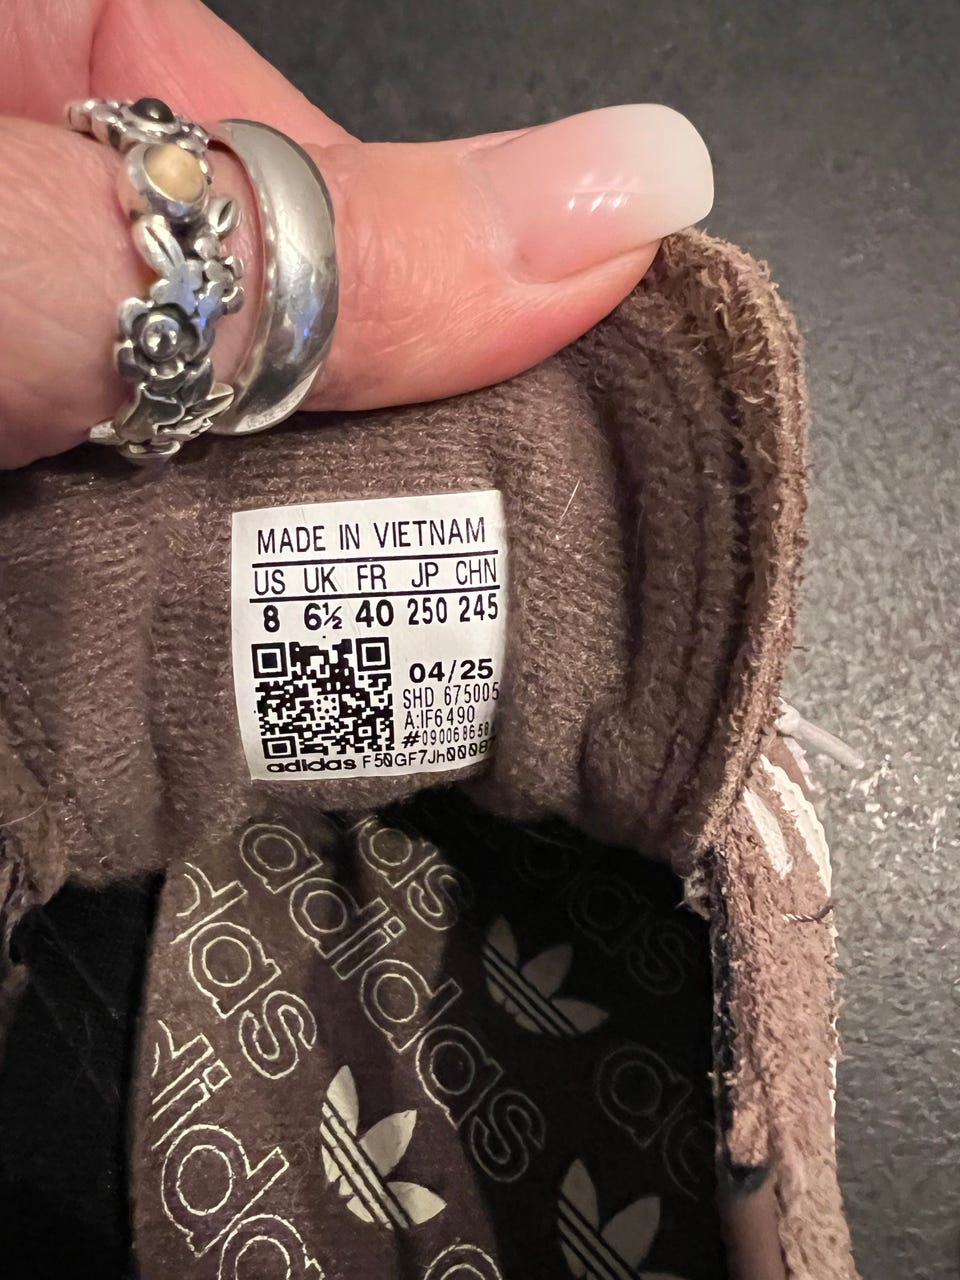 MADE IN VIETNAM
US UK FR JP CHN
8 6½ 40 250 245
04/25
SHD 675005
A:IF6490
adidas
adidas
adidas
adidas